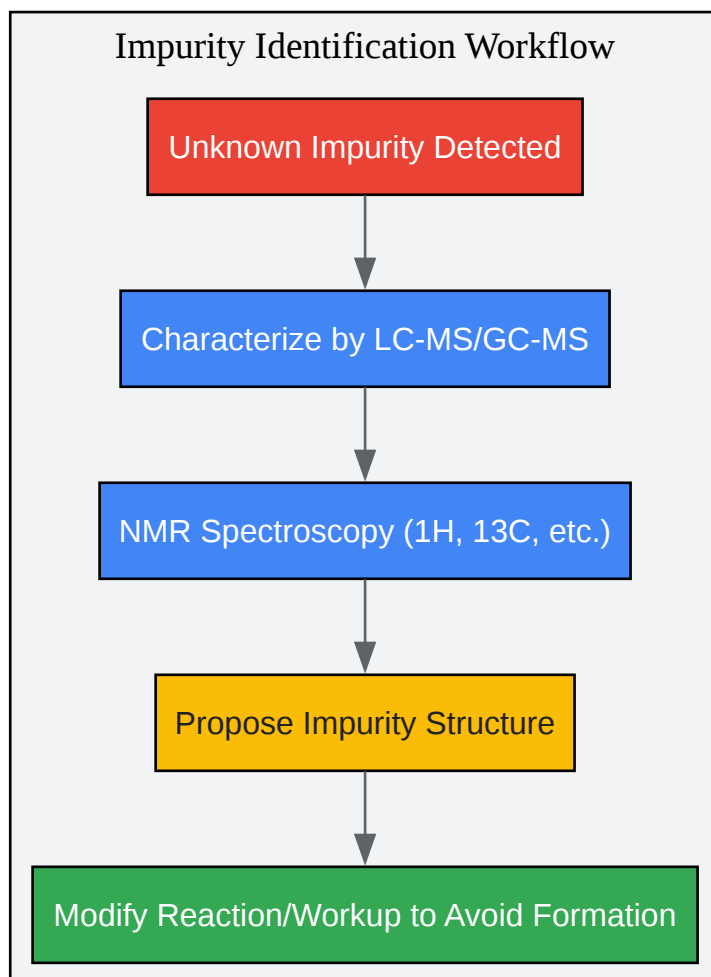 Impurity Identification Workflow
Unknown Impurity Detected
Characterize by LC-MS/GC-MS
NMR Spectroscopy (1H, 13C, etc.)
Propose Impurity Structure
Modify Reaction/Workup to Avoid Formation